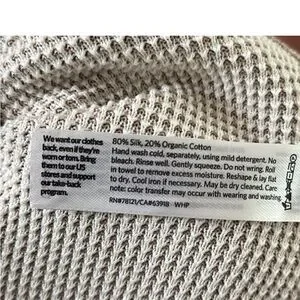 We want our clothes
back, even if they're
worn or torn. Bring
them to our US
stores and support
our take-back
program.
80% Silk, 20% Organic Cotton
Hand wash cold, separately, using mild detergent. No
bleach. Rinse well. Gently squeeze. Do not wring. Roll
in towel to remove excess moisture. Reshape & lay flat
to dry. Cool iron if necessary. May be dry cleaned. Care
note: color transfer may occur with wearing and washing.
RN#78121/CA#63918 WHP